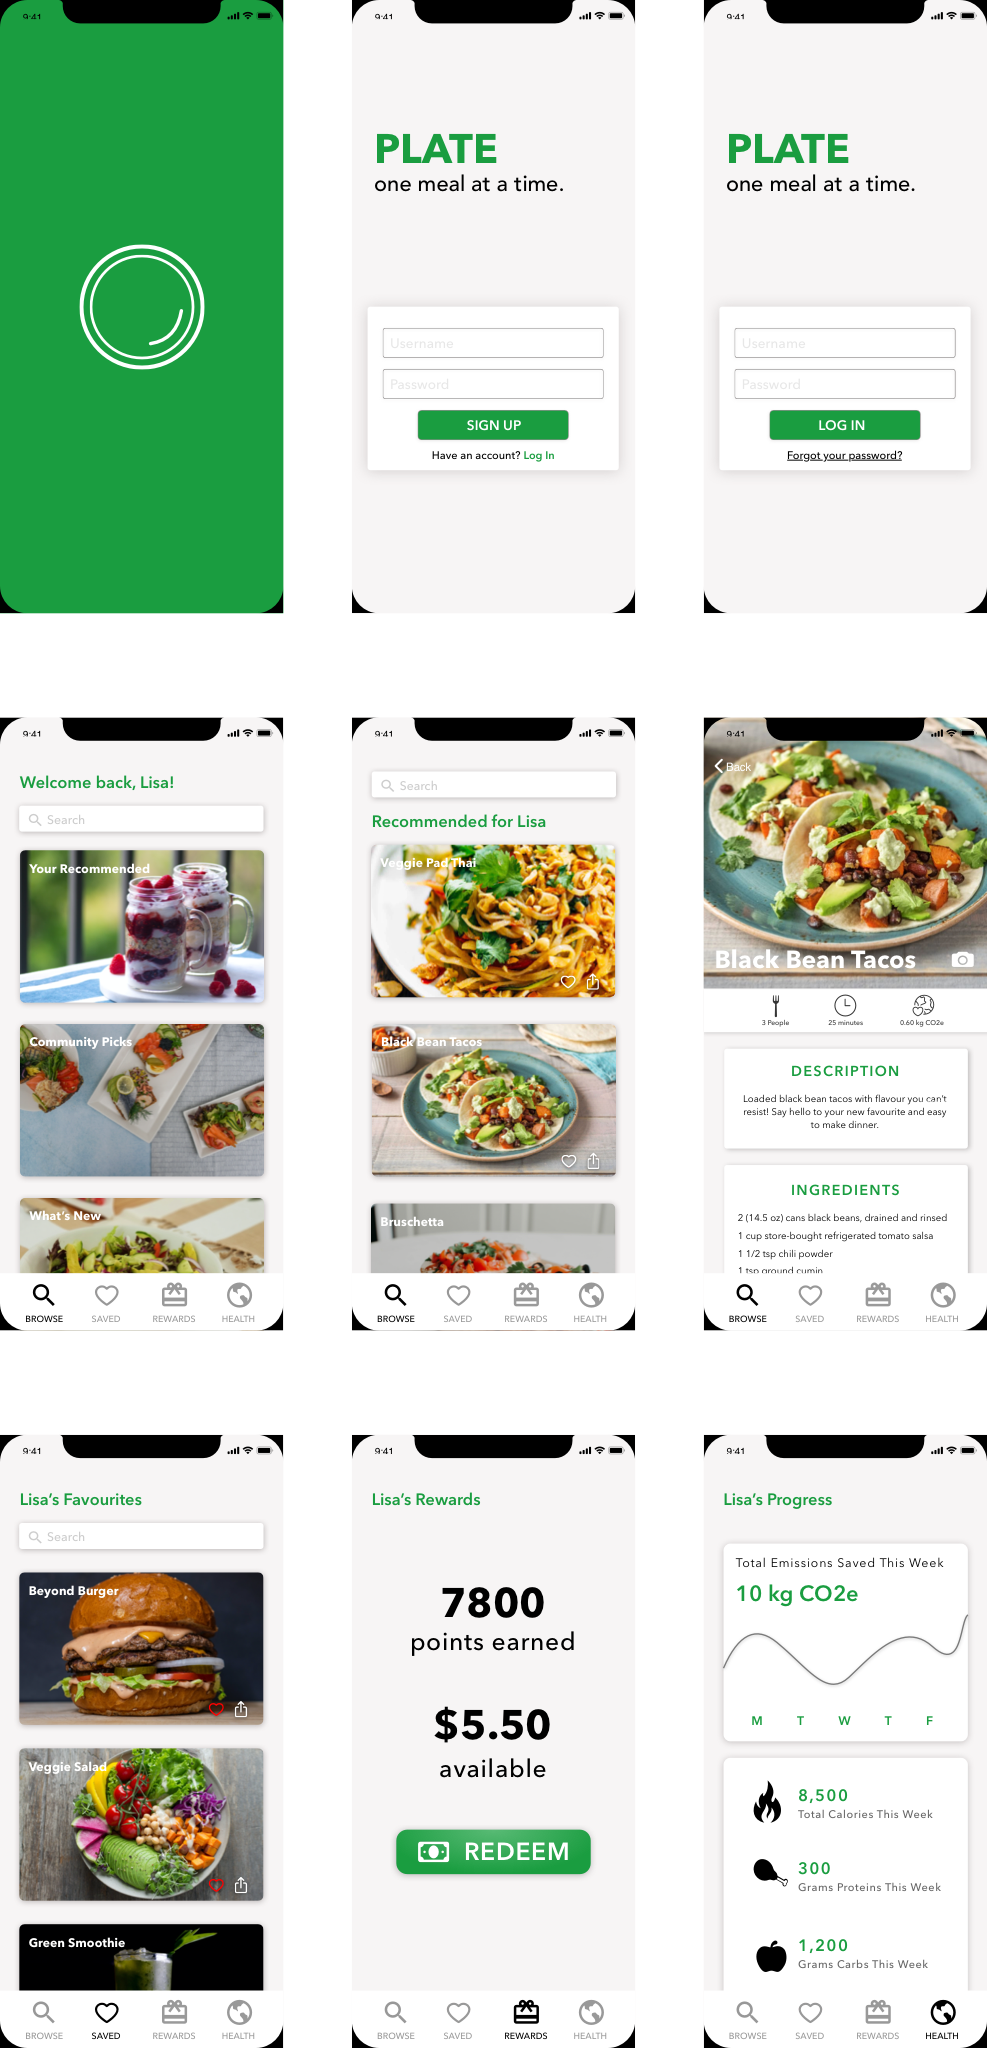 9:41
9:41
PLATE
one meal at a time.
Username
Password
SIGN UP
Have an account? Log In
9:41
PLATE
one meal at a time.
Username
Password
LOG IN
Forgot your password?
9:41
Welcome back, Lisa!
Search
Your Recommended
Community Picks
What's New
BROWSE SAVED REWARDS HEALTH
9:41
Search
Recommended for Lisa
Veggie Pad Thai
Black Bean Tacos
Bruschetta
BROWSE SAVED REWARDS HEALTH
9:41
Back
Black Bean Tacos
3 People 25 minutes 0.60 kg CO2e
DESCRIPTION
Loaded black bean tacos with flavour you can't
resist! Say hello to your new favourite and easy
to make dinner.
INGREDIENTS
2 (14.5 oz) cans black beans, drained and rinsed
1 cup store-bought refrigerated tomato salsa
1 1/2 tsp chili powder
1 tsp ground cumin
BROWSE SAVED REWARDS HEALTH
9:41
Lisa's Favourites
Search
Beyond Burger
Veggie Salad
Green Smoothie
BROWSE SAVED REWARDS HEALTH
9:41
Lisa's Rewards
7800
points earned
$5.50
available
REDEEM
BROWSE SAVED REWARDS HEALTH
9:41
Lisa's Progress
Total Emissions Saved This Week
10 kg CO2e
M T W T F
8,500
Total Calories This Week
300
Grams Proteins This Week
1,200
Grams Carbs This Week
BROWSE SAVED REWARDS HEALTH